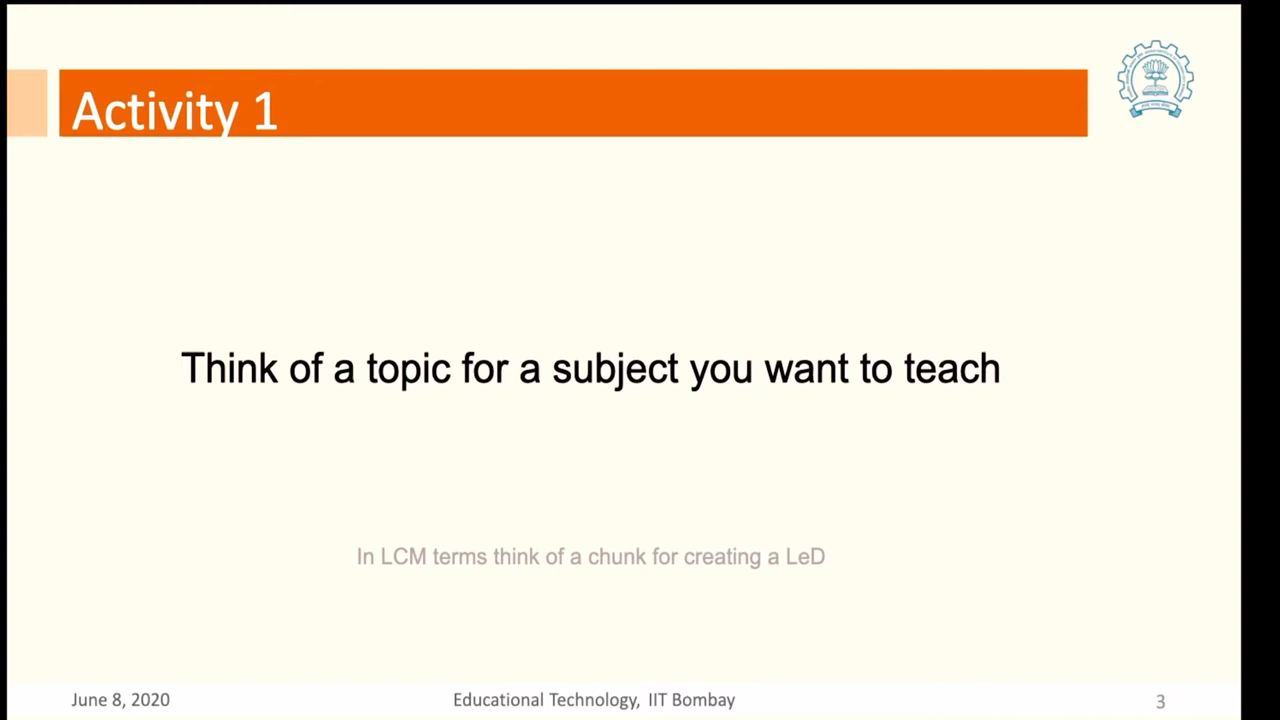 Activity 1
Think of a topic for a subject you want to teach
In LCM terms think of a chunk for creating a LeD
June 8, 2020
Educational Technology, IIT Bombay
3